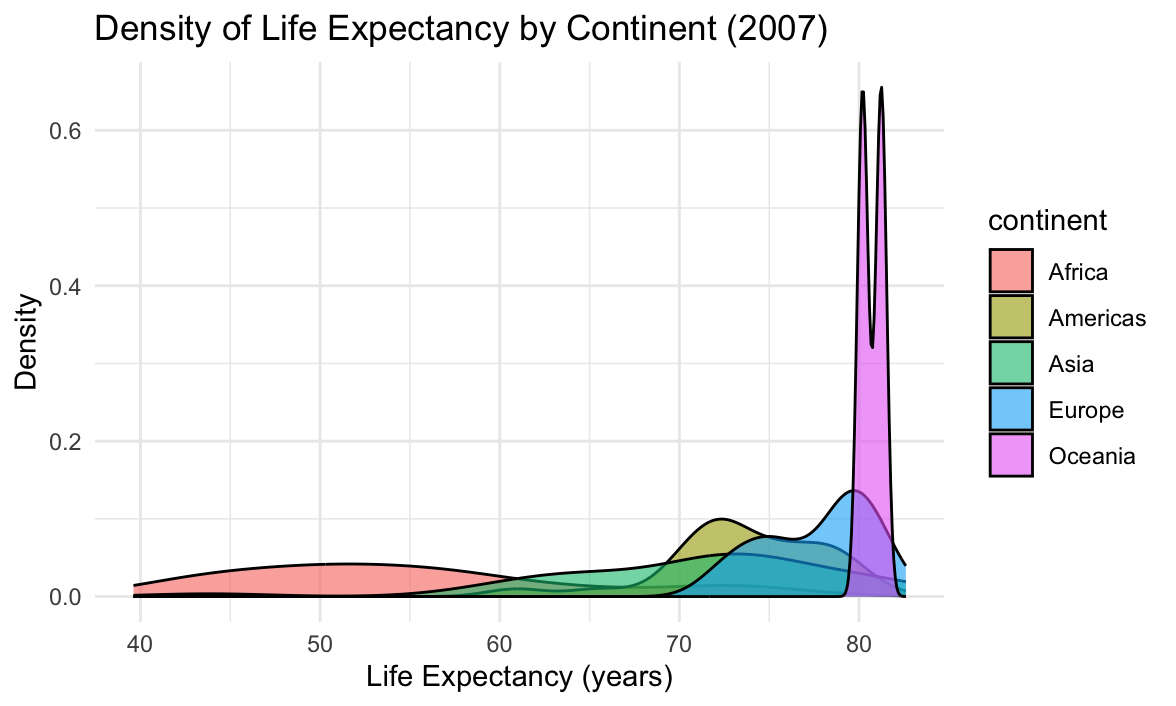 Density of Life Expectancy by Continent (2007)
0.6
0.4
0.2
0.0
Density
40 50 60 70 80
Life Expectancy (years)
continent
Africa
Americas
Asia
Europe
Oceania